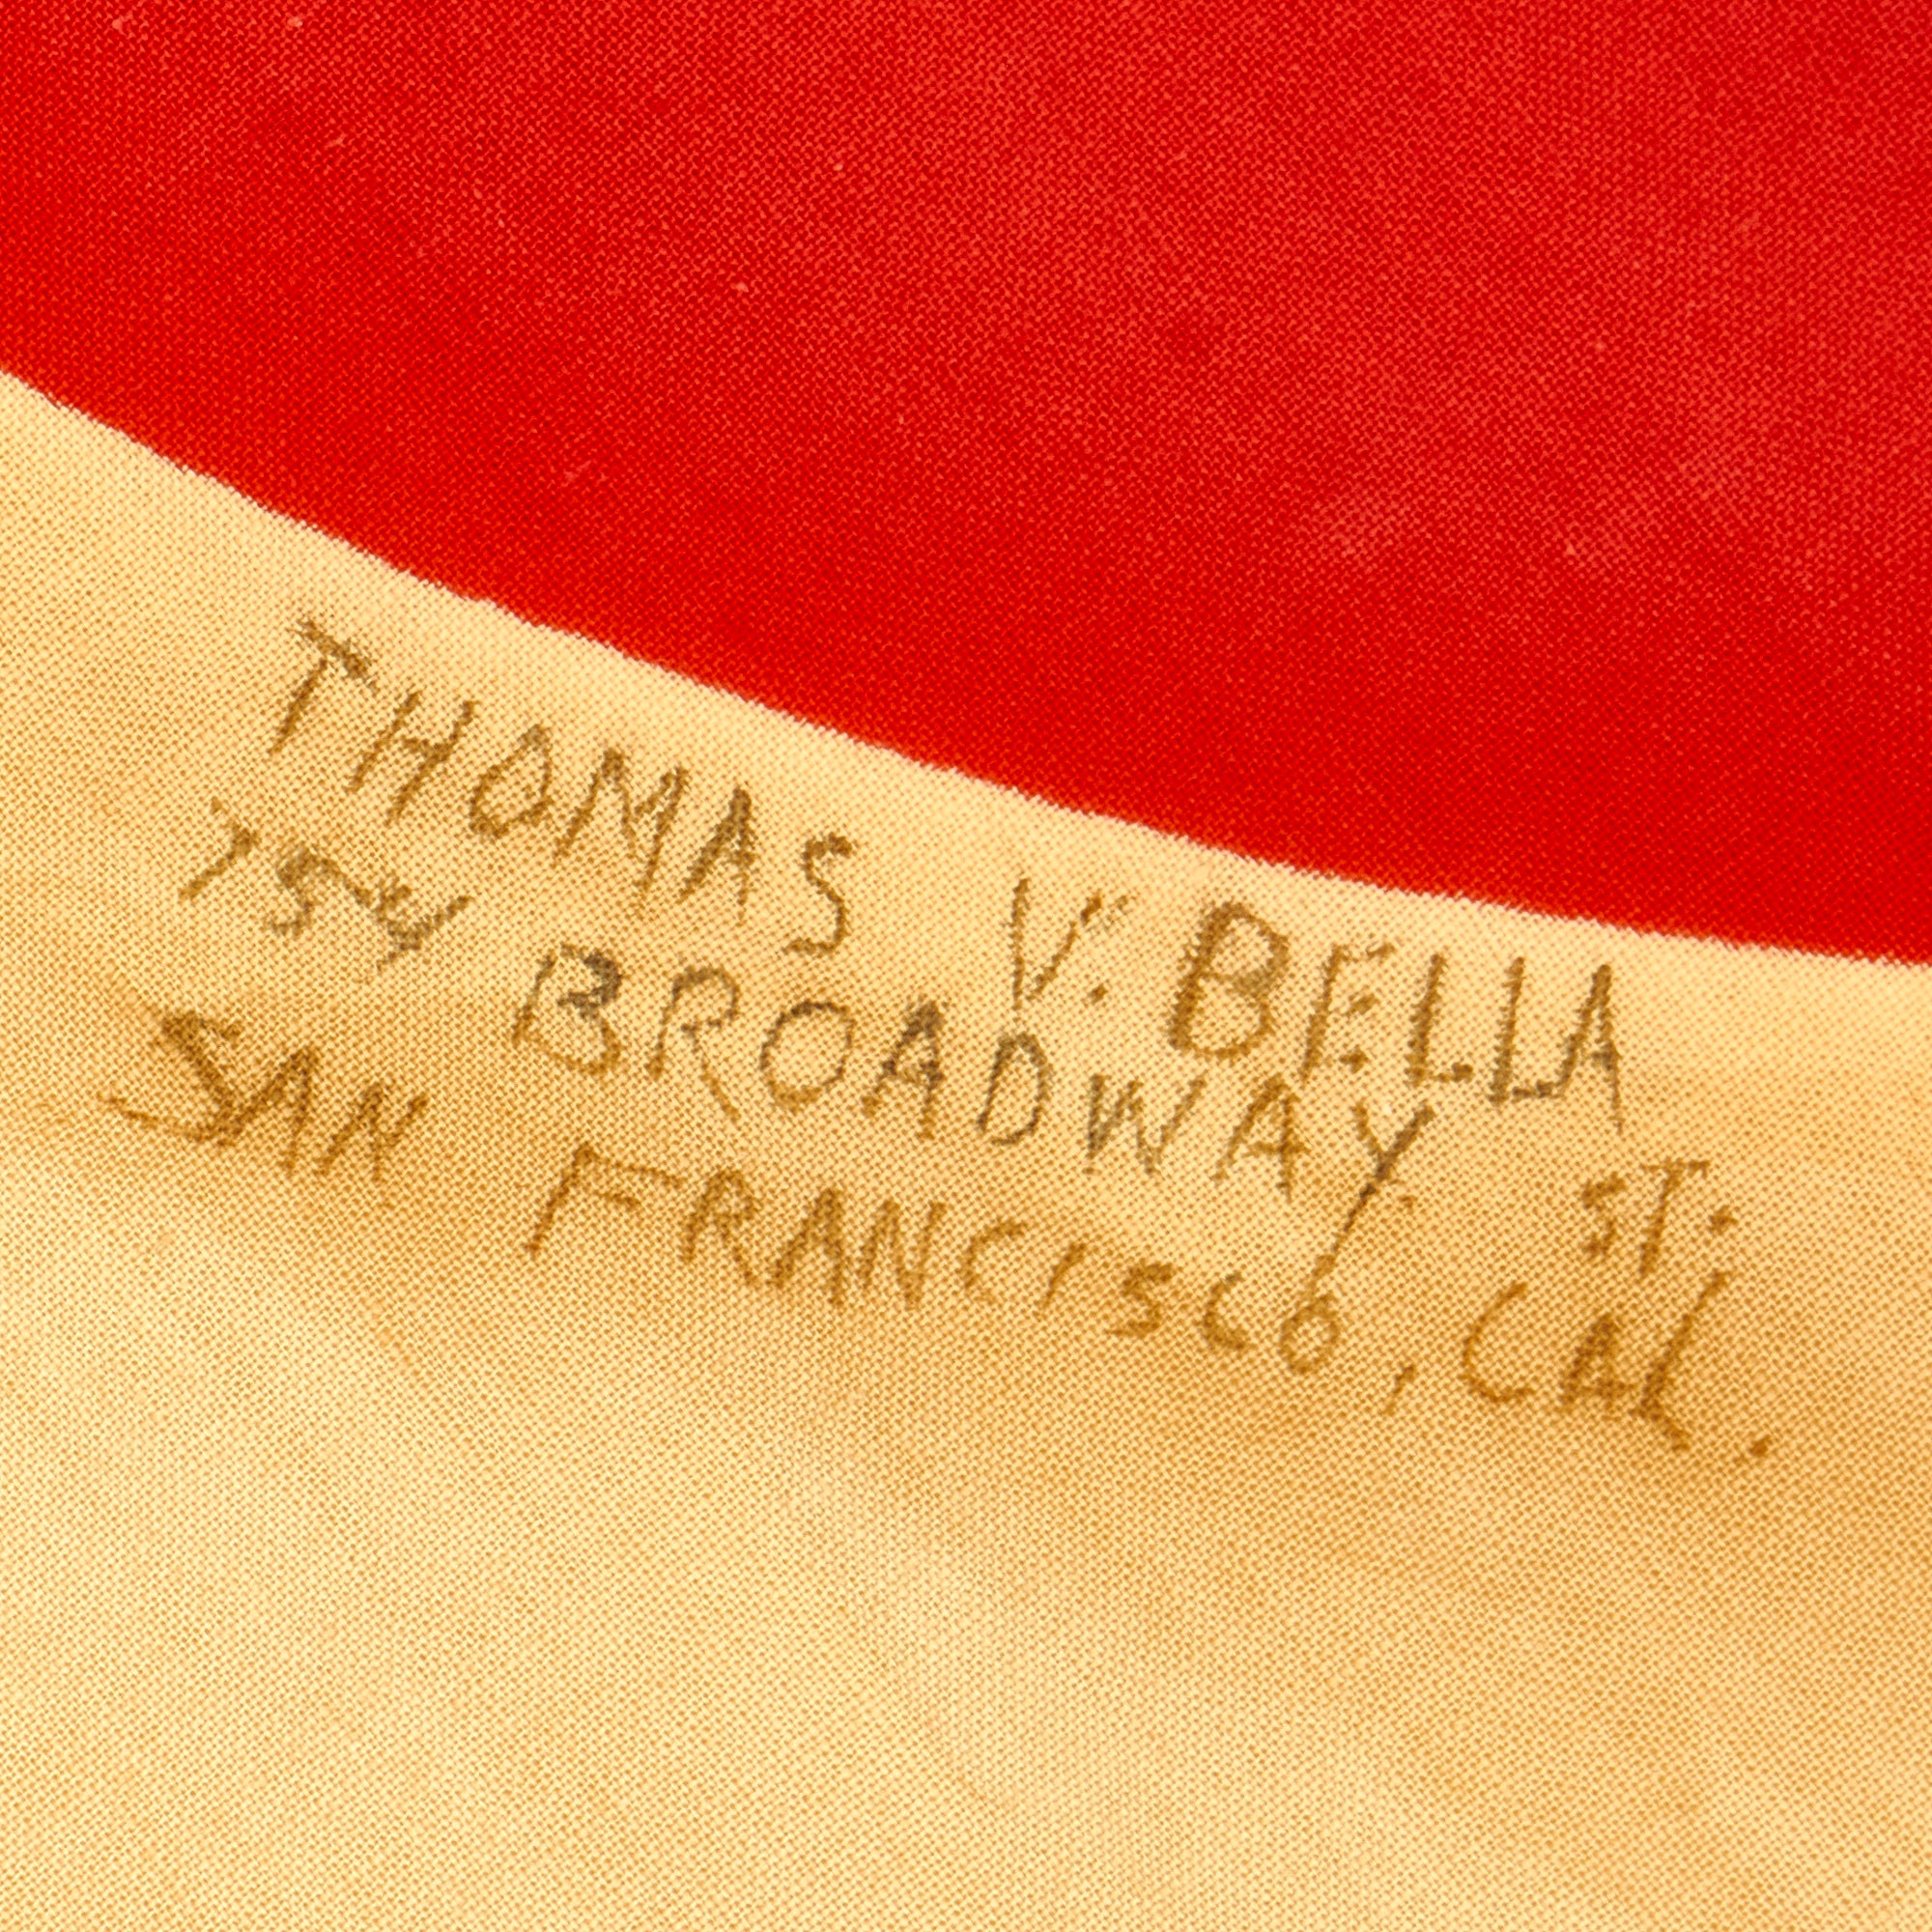 THOMAS V. BELLA
754 BROADWAY ST.
SAN FRANCISCO, CAL.